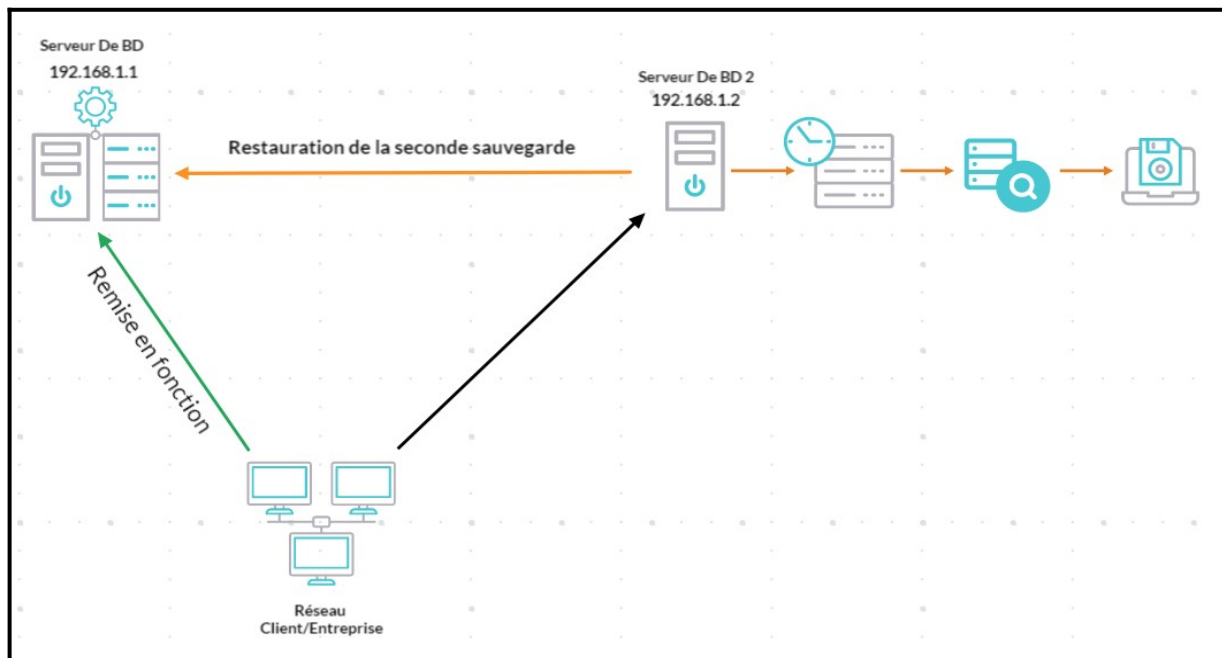 Serveur De BD
192.168.1.1
Serveur De BD 2
192.168.1.2
Restauration de la seconde sauvegarde
Remise en fonction
Réseau
Client/Entreprise